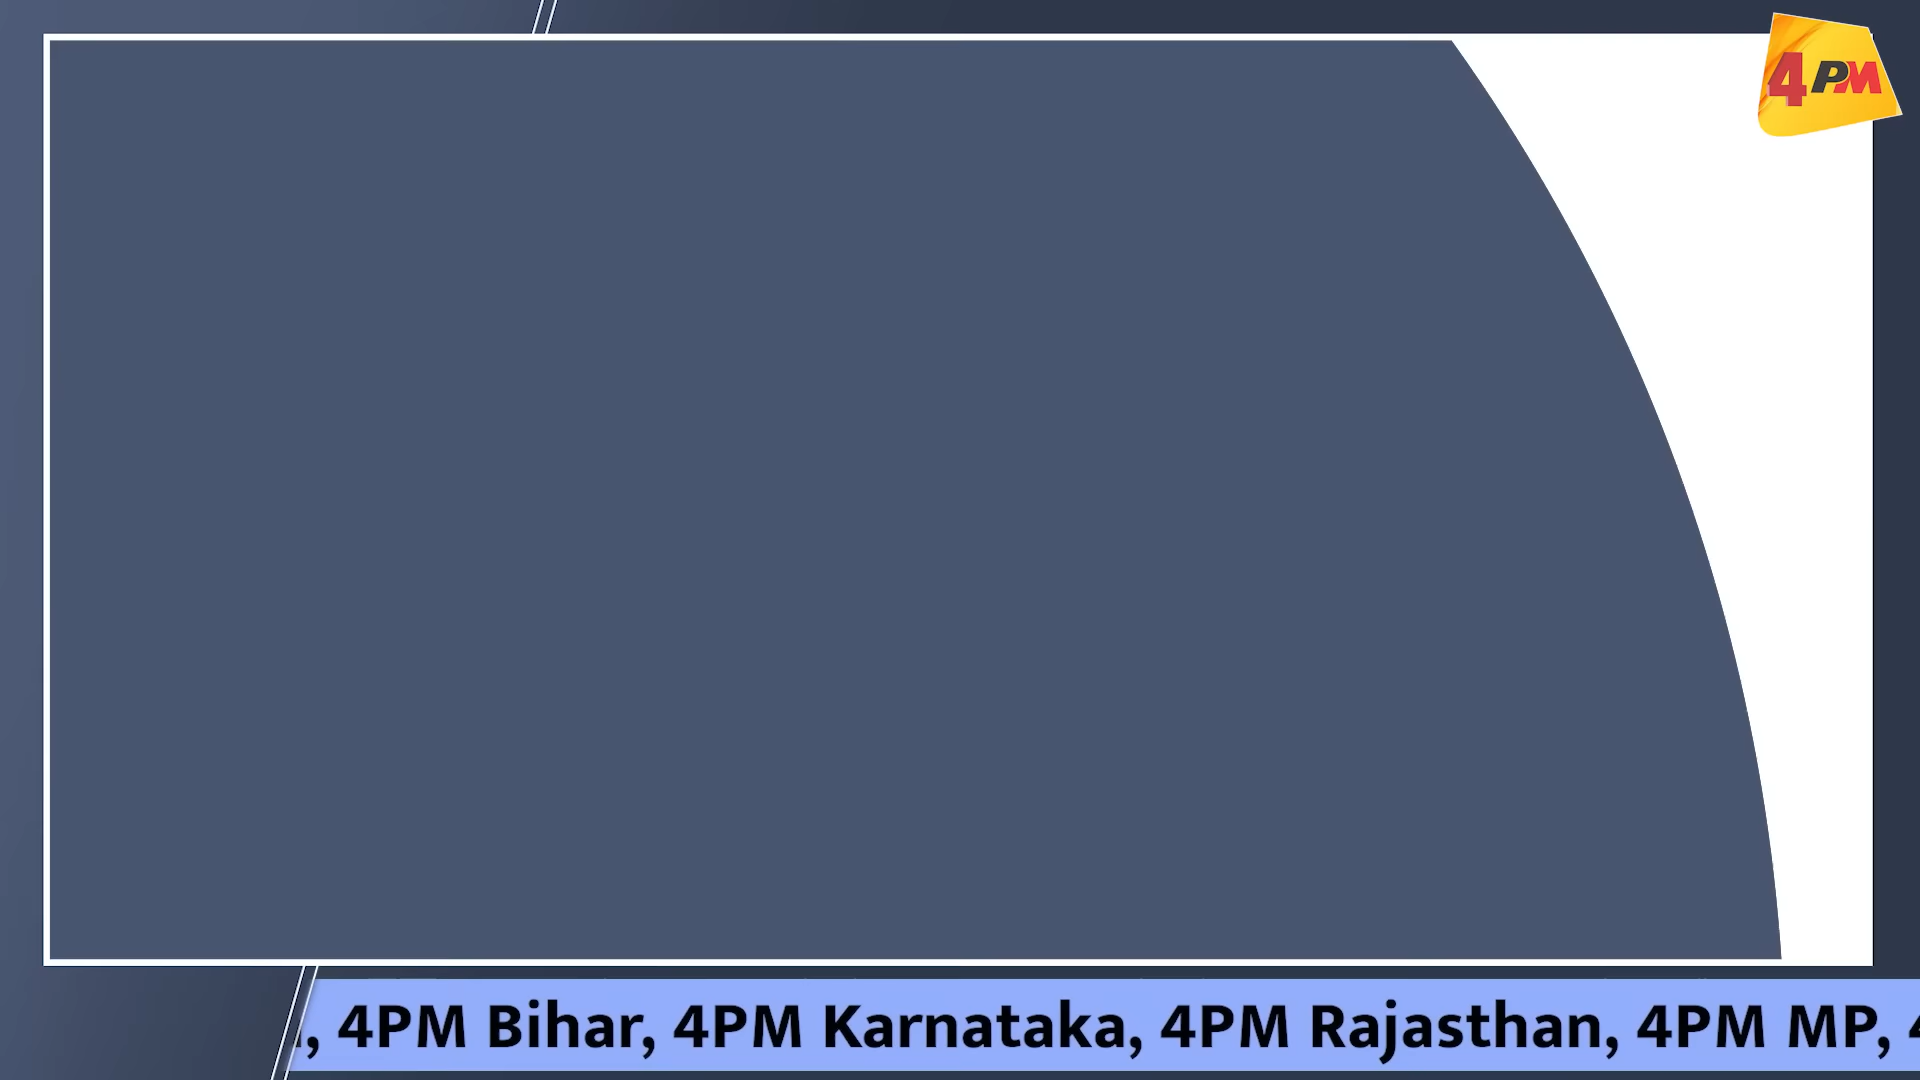 4PM
, 4PM Bihar, 4PM Karnataka, 4PM Rajasthan, 4PM MP,